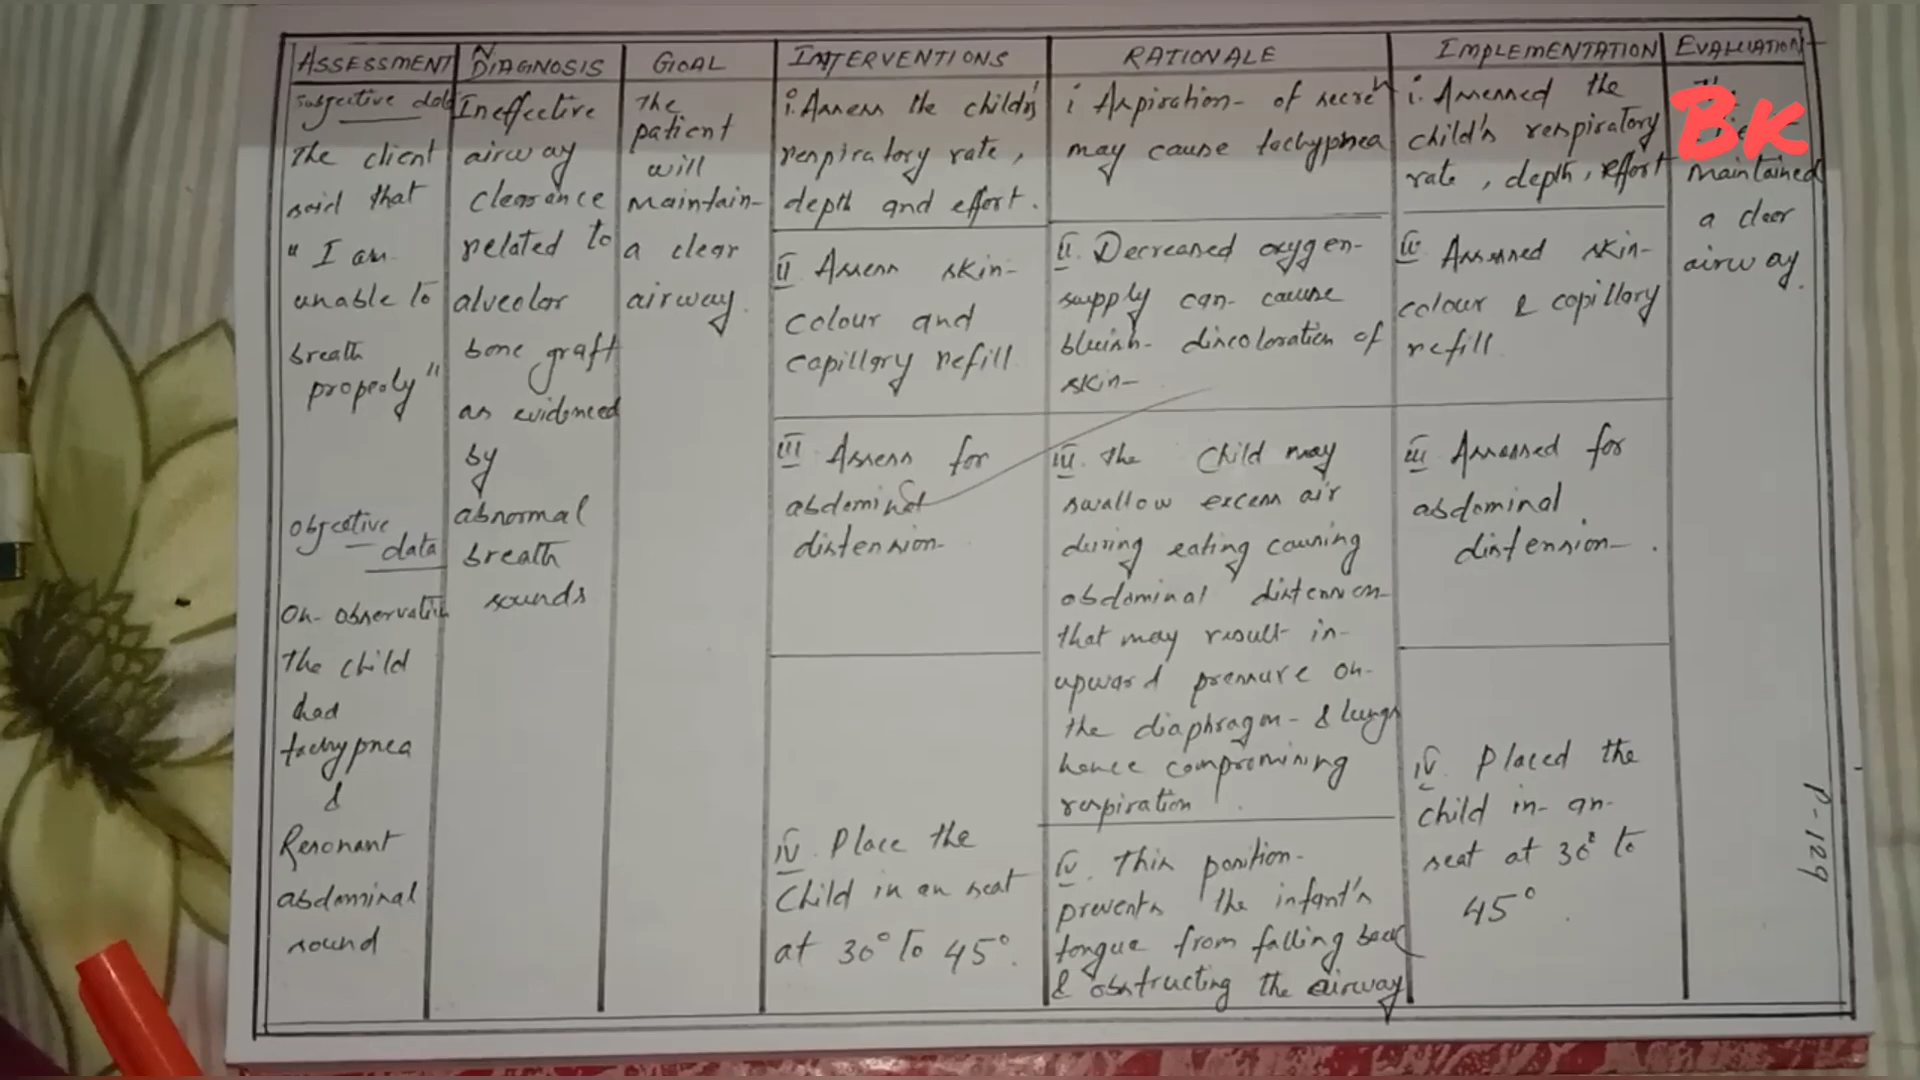 ASSESSMENT
Subjective data
The client
said that
" I am
unable to
breath
properly"
Objective
data
On observation
The child
had
tachypnea
&
Resonant
abdominal
sound
N
DIAGNOSIS
Ineffective
airway
clearance
related to
alveolar
bone graft
as evidenced
by
abnormal
breath
sounds
GOAL
The
patient
will
maintain
a clear
airway.
INTERVENTIONS
i. Assess the child's
respiratory rate,
depth and effort.
ii Assess skin
colour and
capillary refill
iii Assess for
abdominal
distension
iv. Place the
Child in an seat
at 30° to 45°.
RATIONALE
i Aspiration of secreⁿ
may cause tachypnea
ii. Decreased oxygen
supply can cause
bluish discoloration of
skin
iii. The Child may
swallow excess air
during eating causing
abdominal distension
that may result in
upward pressure on
the diaphragm & lungs
hence compromising
respiration
iv. This position
prevents the infant's
tongue from falling back
& obstructing the airway
IMPLEMENTATION
i. Assessed the
child's respiratory
rate, depth, effort
ii Assessed skin
colour & capillary
refill
iii Assessed for
abdominal
distension.
iv. Placed the
child in an
seat at 30° to
45°.
EVALUATION
BK
maintained
a clear
airway.
P-129